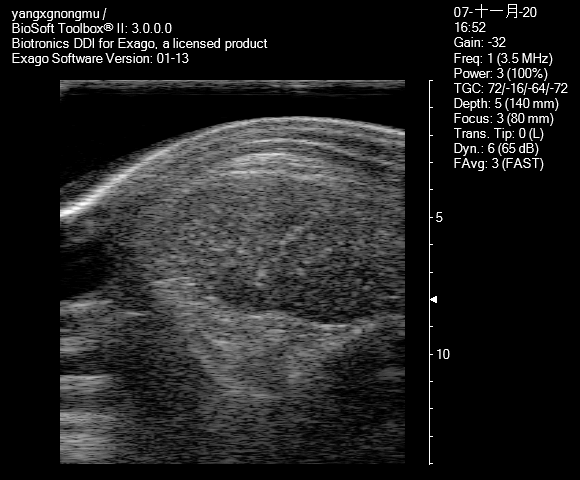 yangxgnongmu /
BioSoft Toolbox® II: 3.0.0.0
Biotronics DDI for Exago, a licensed product
Exago Software Version: 01-13
07-十一月-20
16:52
Gain: -32
Freq: 1 (3.5 MHz)
Power: 3 (100%)
TGC: 72/-16/-64/-72
Depth: 5 (140 mm)
Focus: 3 (80 mm)
Trans. Tip: 0 (L)
Dyn.: 6 (65 dB)
FAvg: 3 (FAST)
5
10